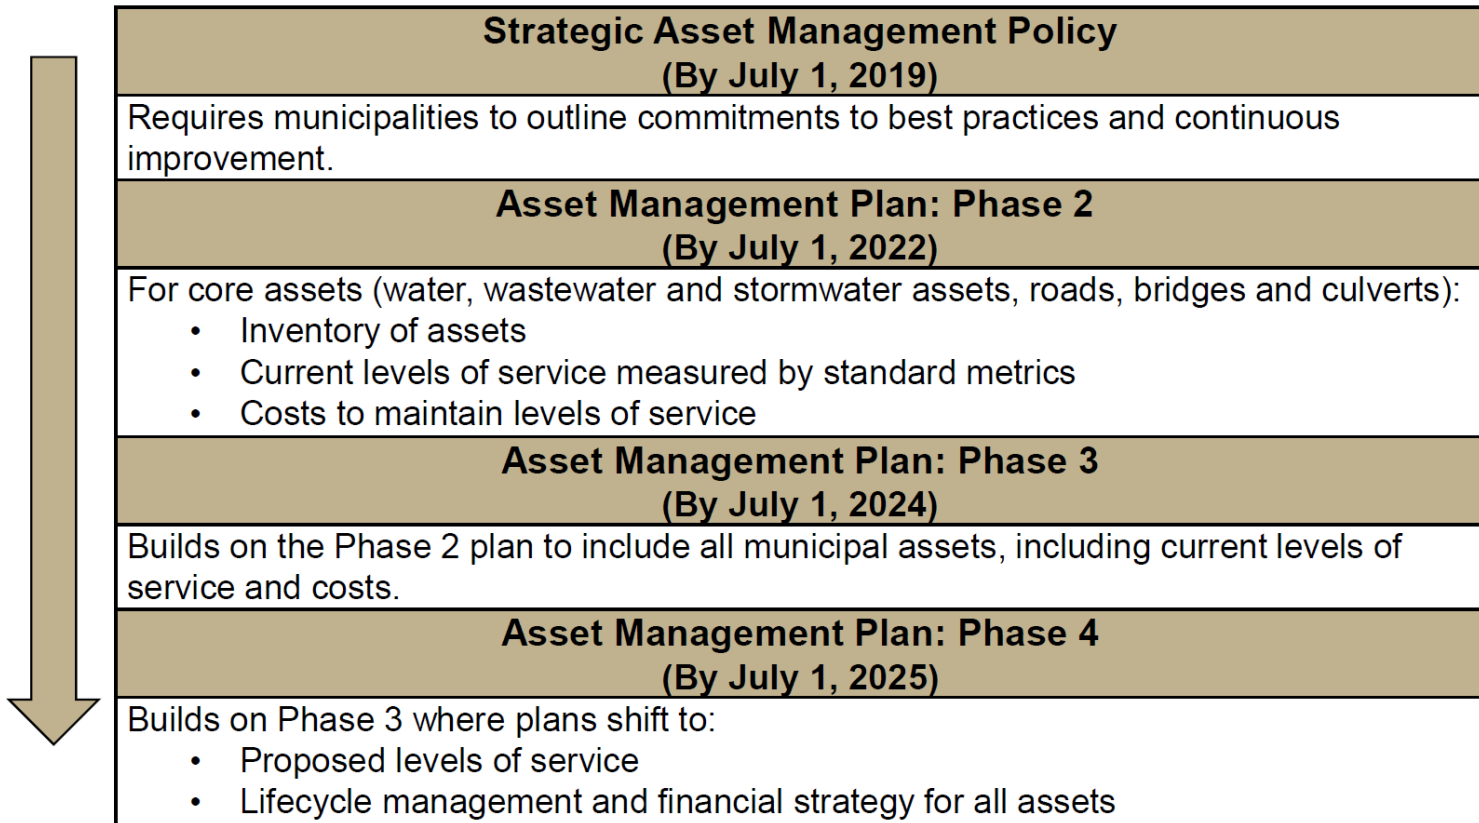 Strategic Asset Management Policy
(By July 1, 2019)
Requires municipalities to outline commitments to best practices and continuous
improvement.
Asset Management Plan: Phase 2
(By July 1, 2022)
For core assets (water, wastewater and stormwater assets, roads, bridges and culverts):
• Inventory of assets
• Current levels of service measured by standard metrics
• Costs to maintain levels of service
Asset Management Plan: Phase 3
(By July 1, 2024)
Builds on the Phase 2 plan to include all municipal assets, including current levels of
service and costs.
Asset Management Plan: Phase 4
(By July 1, 2025)
Builds on Phase 3 where plans shift to:
• Proposed levels of service
• Lifecycle management and financial strategy for all assets